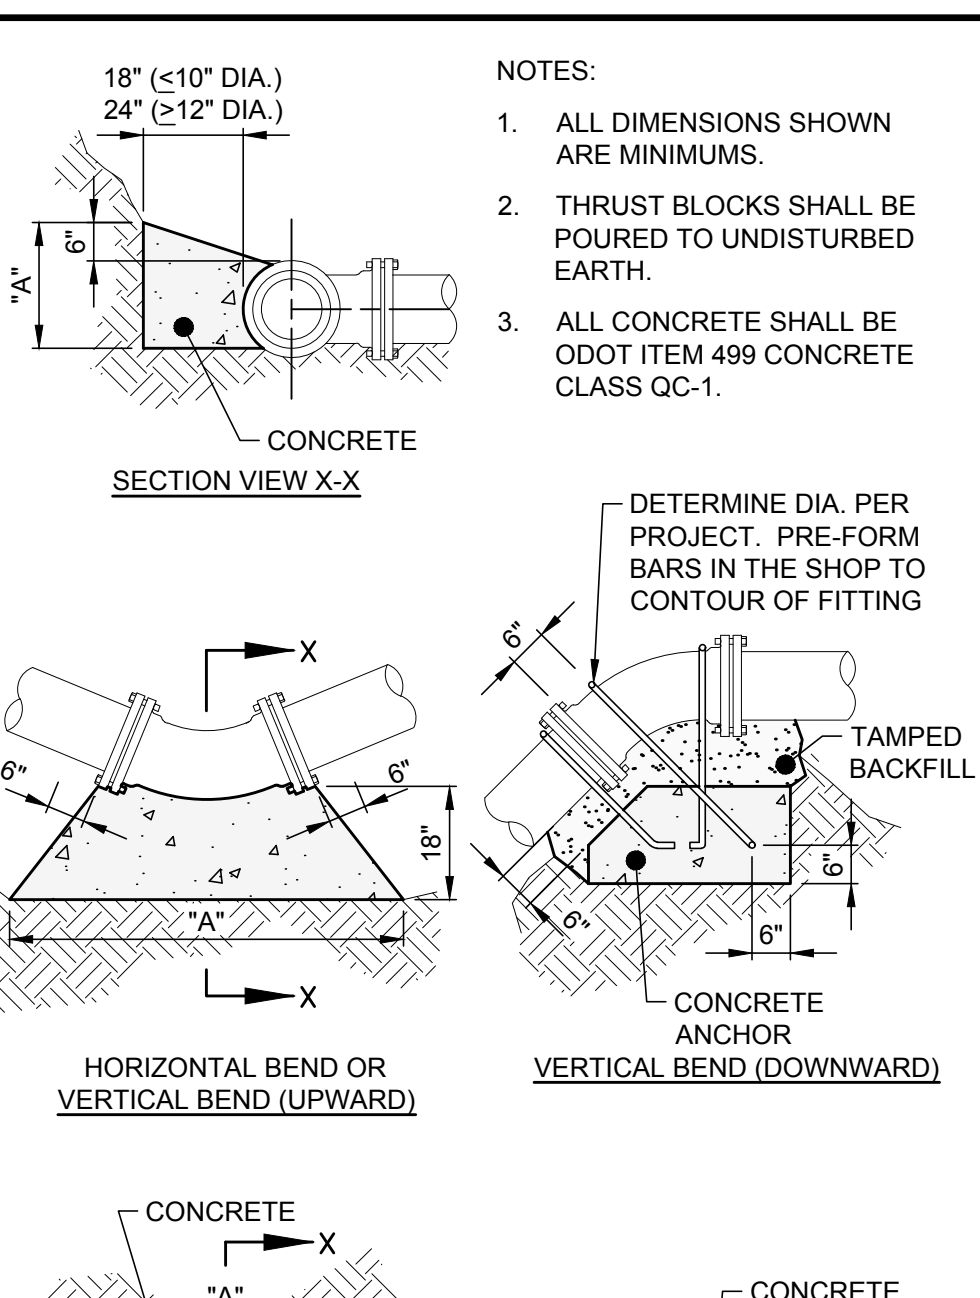 18" (≤10" DIA.)
24" (≥12" DIA.)
6"
"A"
CONCRETE
SECTION VIEW X-X
NOTES:
1. ALL DIMENSIONS SHOWN
ARE MINIMUMS.
2. THRUST BLOCKS SHALL BE
POURED TO UNDISTURBED
EARTH.
3. ALL CONCRETE SHALL BE
ODOT ITEM 499 CONCRETE
CLASS QC-1.
X
6"
6"
18"
"A"
X
HORIZONTAL BEND OR
VERTICAL BEND (UPWARD)
DETERMINE DIA. PER
PROJECT. PRE-FORM
BARS IN THE SHOP TO
CONTOUR OF FITTING
6"
TAMPED
BACKFILL
6"
6"
6"
CONCRETE
ANCHOR
VERTICAL BEND (DOWNWARD)
CONCRETE
X
"A"
CONCRETE